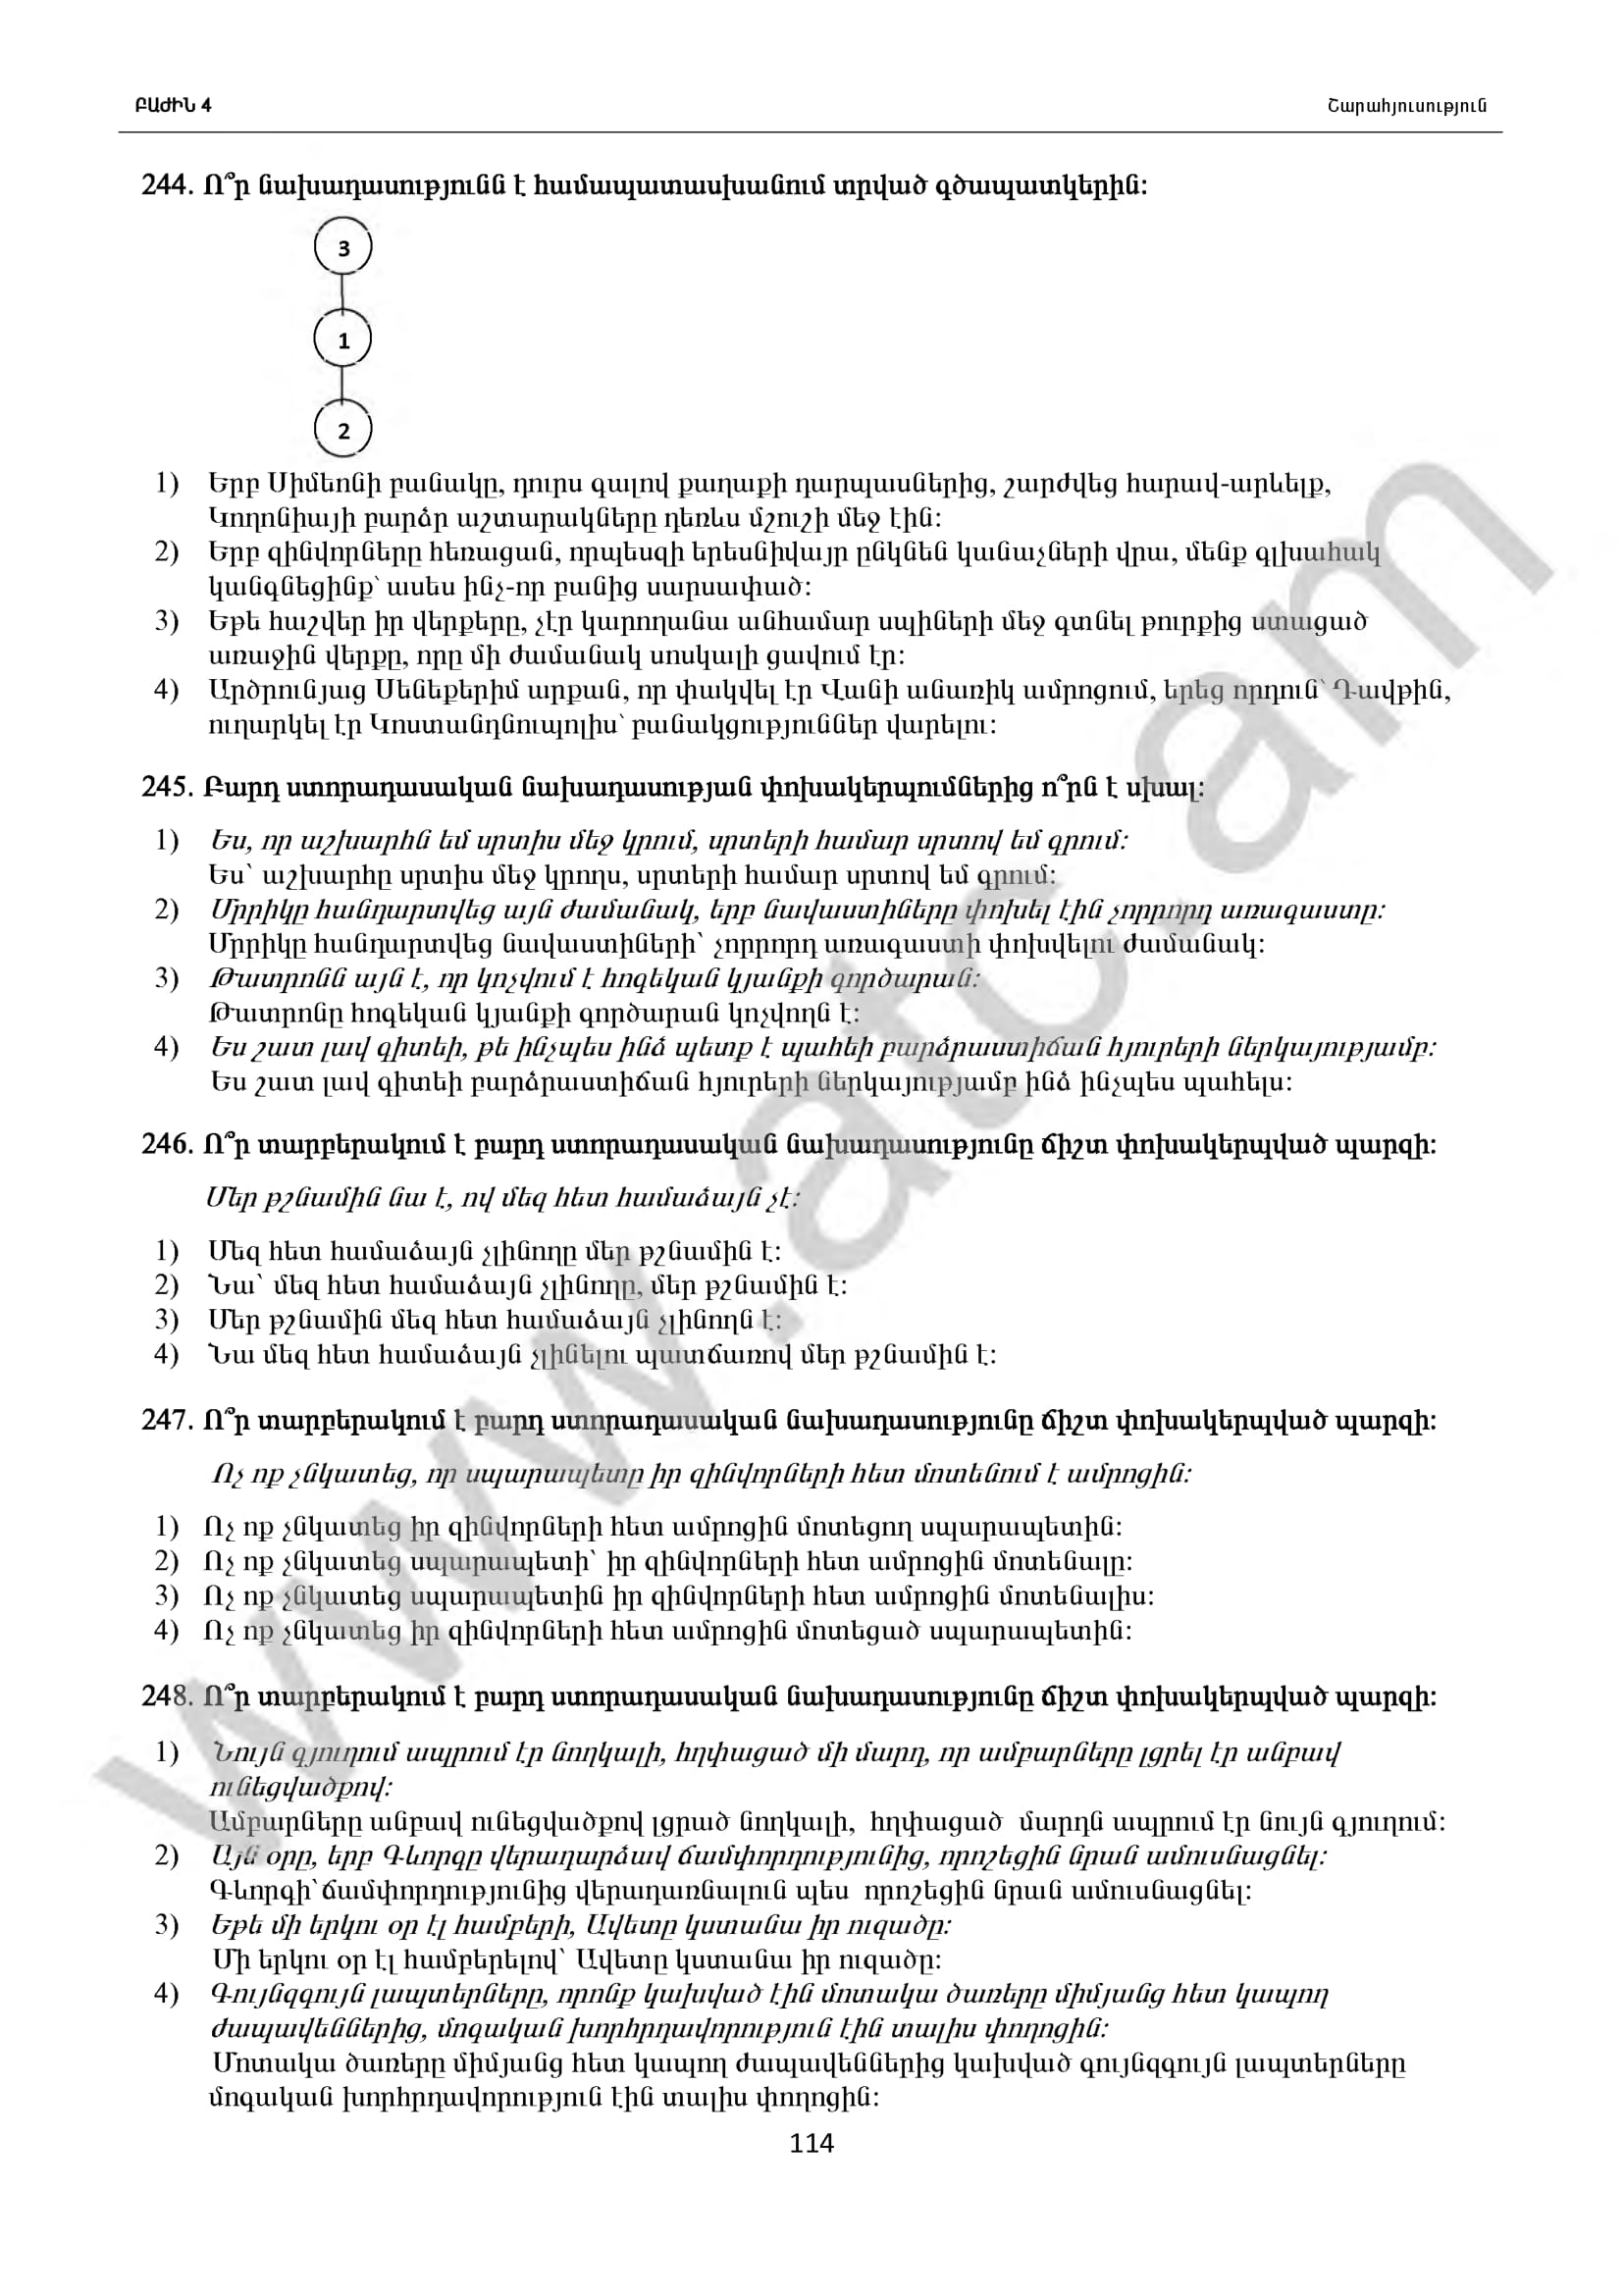 ԲԱԺԻՆ 4 Շարահյուսություն
244. Ո՞ր նախադասությունն է համապատասխանում տրված գծապատկերին:
3
1
2
1) Երբ Սիմեոնի բանակը, դուրս գալով քաղաքի դարպասներից, շարժվեց հարավ-արևելք,
Կողոնիայի բարձր աշտարակները դեռևս մշուշի մեջ էին:
2) Երբ զինվորները հեռացան, որպեսզի երեսնիվայր ընկնեն կանաչների վրա, մենք գլխահակ
կանգնեցինք՝ ասես ինչ-որ բանից սարսափած:
3) Եթե հաշվեր իր վերքերը, չէր կարողանա անհամար սպիների մեջ գտնել թուրքից ստացած
առաջին վերքը, որը մի ժամանակ սոսկալի ցավում էր:
4) Արծրունյաց Սենեքերիմ արքան, որ փակվել էր Վանի անառիկ ամրոցում, երեց որդուն՝ Դավթին,
ուղարկել էր Կոստանդնուպոլիս՝ բանակցություններ վարելու:
245. Բարդ ստորադասական նախադասության փոխակերպումներից ո՞րն է սխալ:
1) Ես, որ աշխարհն եմ սրտիս մեջ կրում, սրտերի համար սրտով եմ գրում:
Ես՝ աշխարհը սրտիս մեջ կրողս, սրտերի համար սրտով եմ գրում:
2) Մրրիկը հանդարտվեց այն ժամանակ, երբ նավաստիները փոխել էին չորրորդ առագաստը:
Մրրիկը հանդարտվեց նավաստիների՝ չորրորդ առագաստի փոխվելու ժամանակ:
3) Թատրոնն այն է, որ կոչվում է հոգեկան կյանքի գործարան:
Թատրոնը հոգեկան կյանքի գործարան կոչվողն է:
4) Ես շատ լավ գիտեի, թե ինչպես ինձ պետք է պահեի բարձրաստիճան հյուրերի ներկայությամբ:
Ես շատ լավ գիտեի բարձրաստիճան հյուրերի ներկայությամբ ինձ ինչպես պահելս:
246. Ո՞ր տարբերակում է բարդ ստորադասական նախադասությունը ճիշտ փոխակերպված պարզի:
Մեր թշնամին նա է, ով մեզ հետ համաձայն չէ:
1) Մեզ հետ համաձայն չլինողը մեր թշնամին է:
2) Նա՝ մեզ հետ համաձայն չլինողը, մեր թշնամին է:
3) Մեր թշնամին մեզ հետ համաձայն չլինողն է:
4) Նա մեզ հետ համաձայն չլինելու պատճառով մեր թշնամին է:
247. Ո՞ր տարբերակում է բարդ ստորադասական նախադասությունը ճիշտ փոխակերպված պարզի:
Ոչ ոք չնկատեց, որ սպարապետը իր զինվորների հետ մոտենում է ամրոցին:
1) Ոչ ոք չնկատեց իր զինվորների հետ ամրոցին մոտեցող սպարապետին:
2) Ոչ ոք չնկատեց սպարապետի՝ իր զինվորների հետ ամրոցին մոտենալը:
3) Ոչ ոք չնկատեց սպարապետին իր զինվորների հետ ամրոցին մոտենալիս:
4) Ոչ ոք չնկատեց իր զինվորների հետ ամրոցին մոտեցած սպարապետին:
248. Ո՞ր տարբերակում է բարդ ստորադասական նախադասությունը ճիշտ փոխակերպված պարզի:
1) Նույն գյուղում ապրում էր նողկալի, հղփացած մի մարդ, որ ամբարները լցրել էր անբավ
ունեցվածքով:
Ամբարները անբավ ունեցվածքով լցրած նողկալի, հղփացած մարդն ապրում էր նույն գյուղում:
2) Այն օրը, երբ Գևորգը վերադարձավ ճամփորդությունից, որոշեցին նրան ամուսնացնել:
Գևորգի՝ ճամփորդությունից վերադառնալուն պես որոշեցին նրան ամուսնացնել:
3) Եթե մի երկու օր էլ համբերի, Ավետը կստանա իր ուզածը:
Մի երկու օր էլ համբերելով՝ Ավետը կստանա իր ուզածը:
4) Գույնզգույն լապտերները, որոնք կախված էին մոտակա ծառերը միմյանց հետ կապող
ժապավեններից, մոգական խորհրդավորություն էին տալիս փողոցին:
Մոտակա ծառերը միմյանց հետ կապող ժապավեններից կախված գույնզգույն լապտերները
մոգական խորհրդավորություն էին տալիս փողոցին:
114
www.atc.am